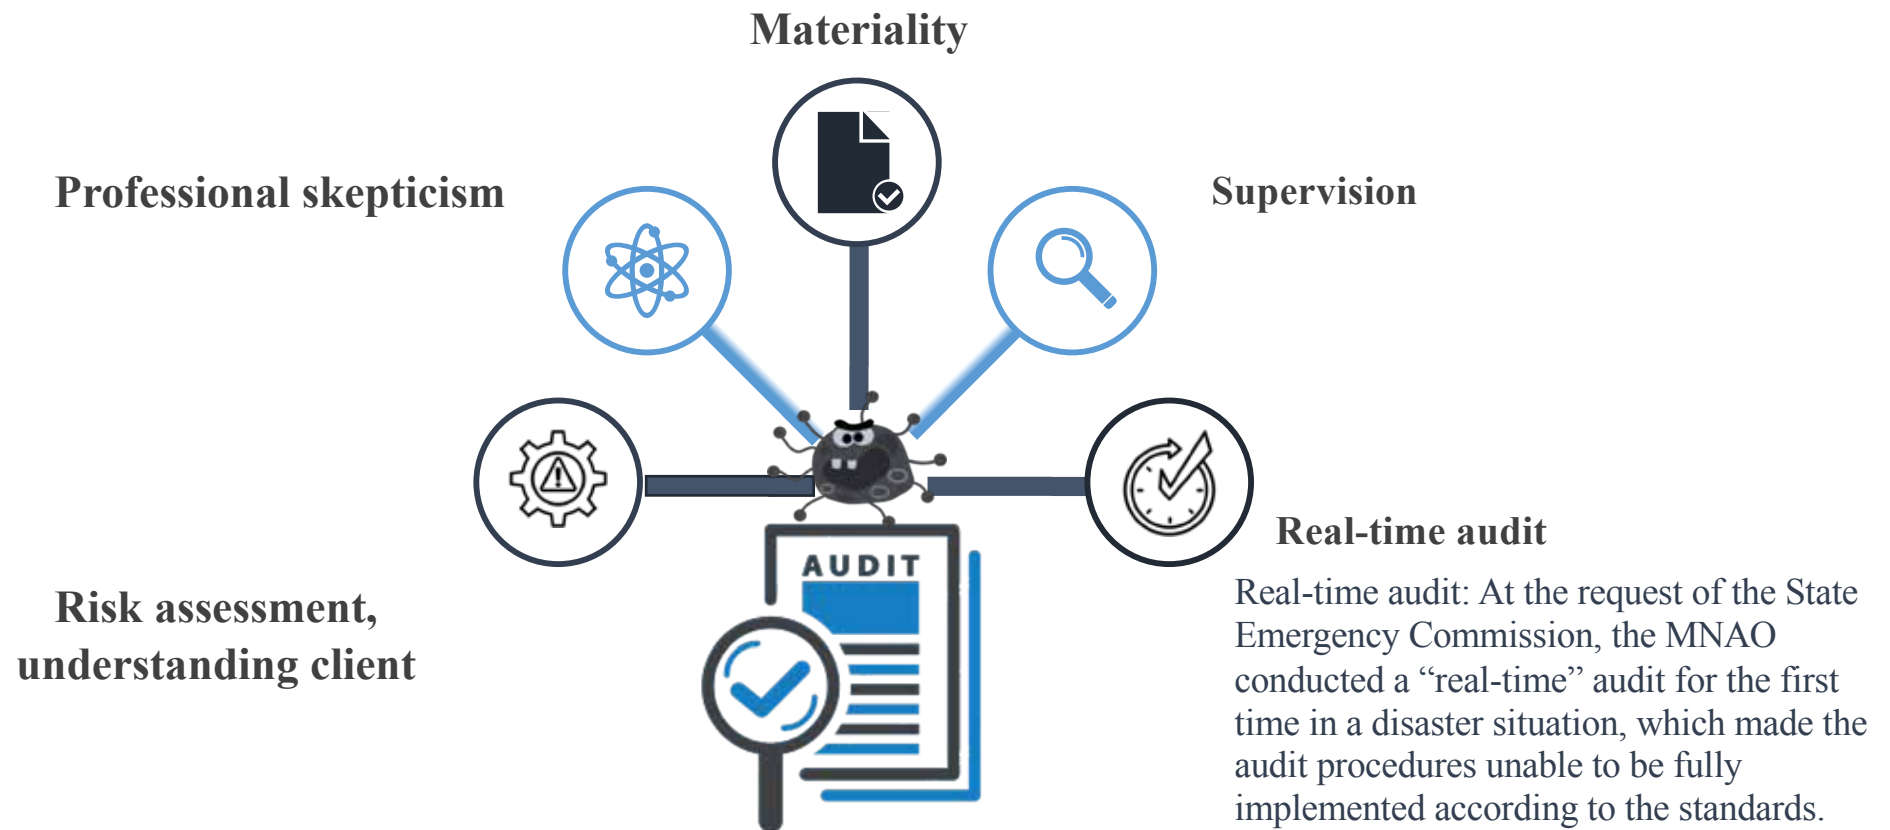 Materiality
Professional skepticism
Supervision
Risk assessment,
understanding client
AUDIT
Real-time audit
Real-time audit: At the request of the State
Emergency Commission, the MNAO
conducted a “real-time” audit for the first
time in a disaster situation, which made the
audit procedures unable to be fully
implemented according to the standards.